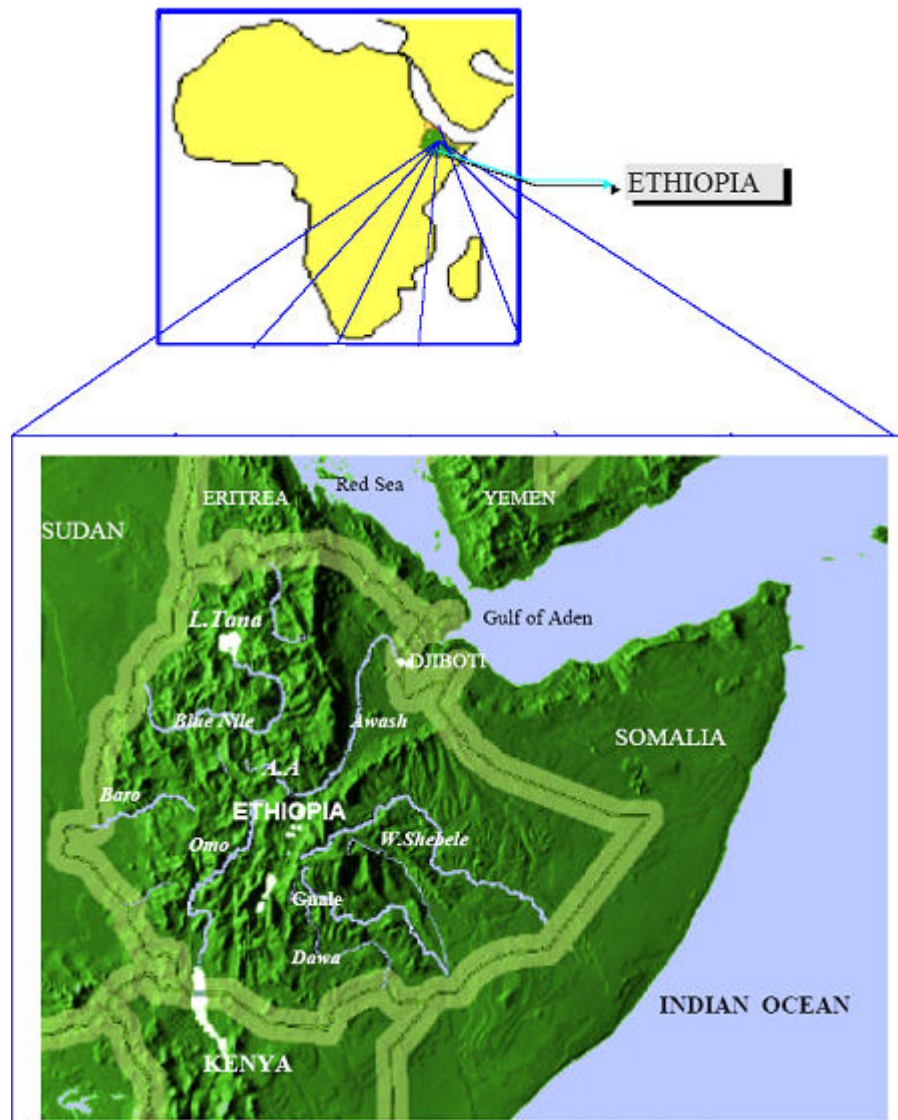 ETHIOPIA
Red Sea
ERITREA
YEMEN
SUDAN
L.Tana
Gulf of Aden
DJIBOTI
Blue Nile
Awash
SOMALIA
A.A
Baro
ETHIOPIA
Omo
W.Shebele
Gnale
Dawa
INDIAN OCEAN
KENYA